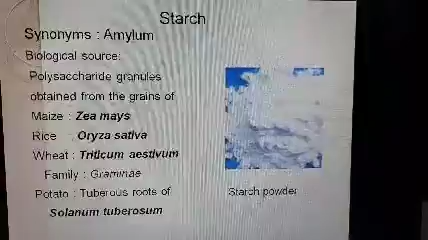 Starch
Synonyms : Amylum
Biological source:
Polysaccharide granules
obtained from the grains of
Maize : Zea mays
Rice : Oryza sativa
Wheat : Triticum aestivum
Family : Graminae
Potato : Tuberous roots of
Solanum tuberosum
Starch powder